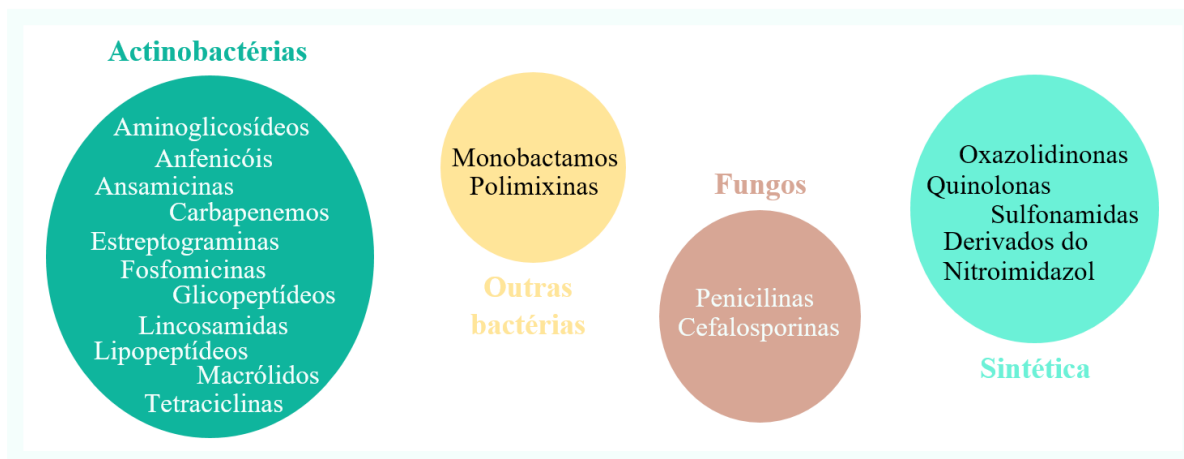 Actinobactérias
Aminoglicosídeos
Anfenicóis
Ansamicinas
Carbapenemos
Estreptograminas
Fosfomicinas
Glicopeptídeos
Lincosamidas
Lipopeptídeos
Macrólidos
Tetraciclinas
Monobactamos
Polimixinas
Outras
bactérias
Fungos
Penicilinas
Cefalosporinas
Oxazolidinonas
Quinolonas
Sulfonamidas
Derivados do
Nitroimidazol
Sintética